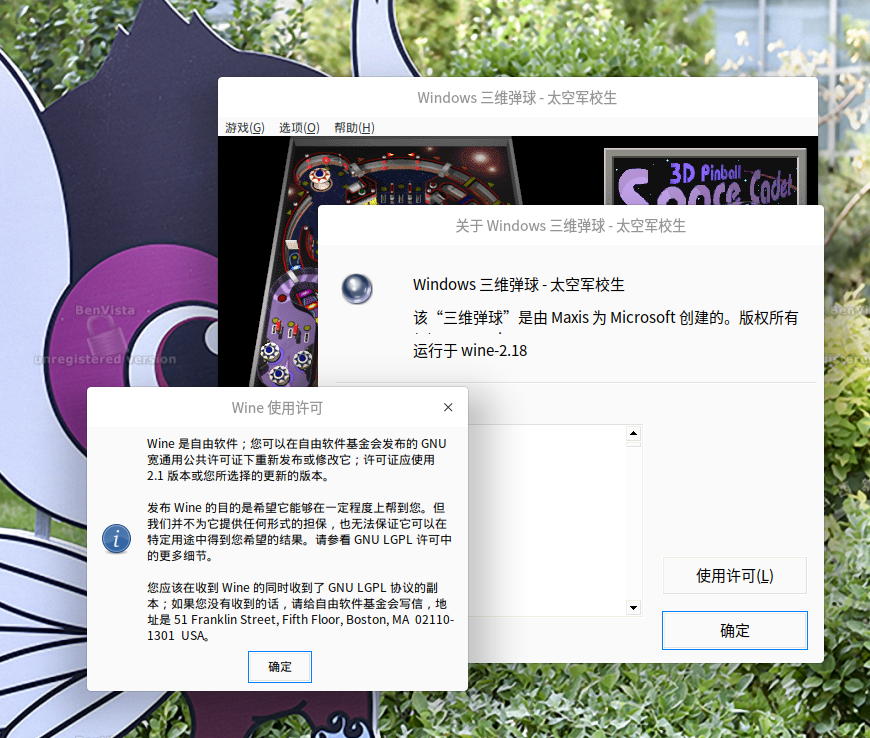 Windows 三维弹球 - 太空军校生
游戏(G) 选项(O) 帮助(H)
3D Pinball
Space Cadet
关于 Windows 三维弹球 - 太空军校生
Windows 三维弹球 - 太空军校生
该“三维弹球”是由 Maxis 为 Microsoft 创建的。版权所有
运行于 wine-2.18
BenVista
unregistered version
BenVi
Wine 使用许可
Wine 是自由软件；您可以在自由软件基金会发布的 GNU
宽通用公共许可证下重新发布或修改它；许可证应使用
2.1 版本或您所选择的更新的版本。
发布 Wine 的目的是希望它能够在一定程度上帮到您。但
我们并不为它提供任何形式的担保，也无法保证它可以在
特定用途中得到您希望的结果。请参看 GNU LGPL 许可中
的更多细节。
您应该在收到 Wine 的同时收到了 GNU LGPL 协议的副
本；如果您没有收到的话，请给自由软件基金会写信，地
址是 51 Franklin Street, Fifth Floor, Boston, MA 02110-
1301 USA。
确定
使用许可(L)
确定